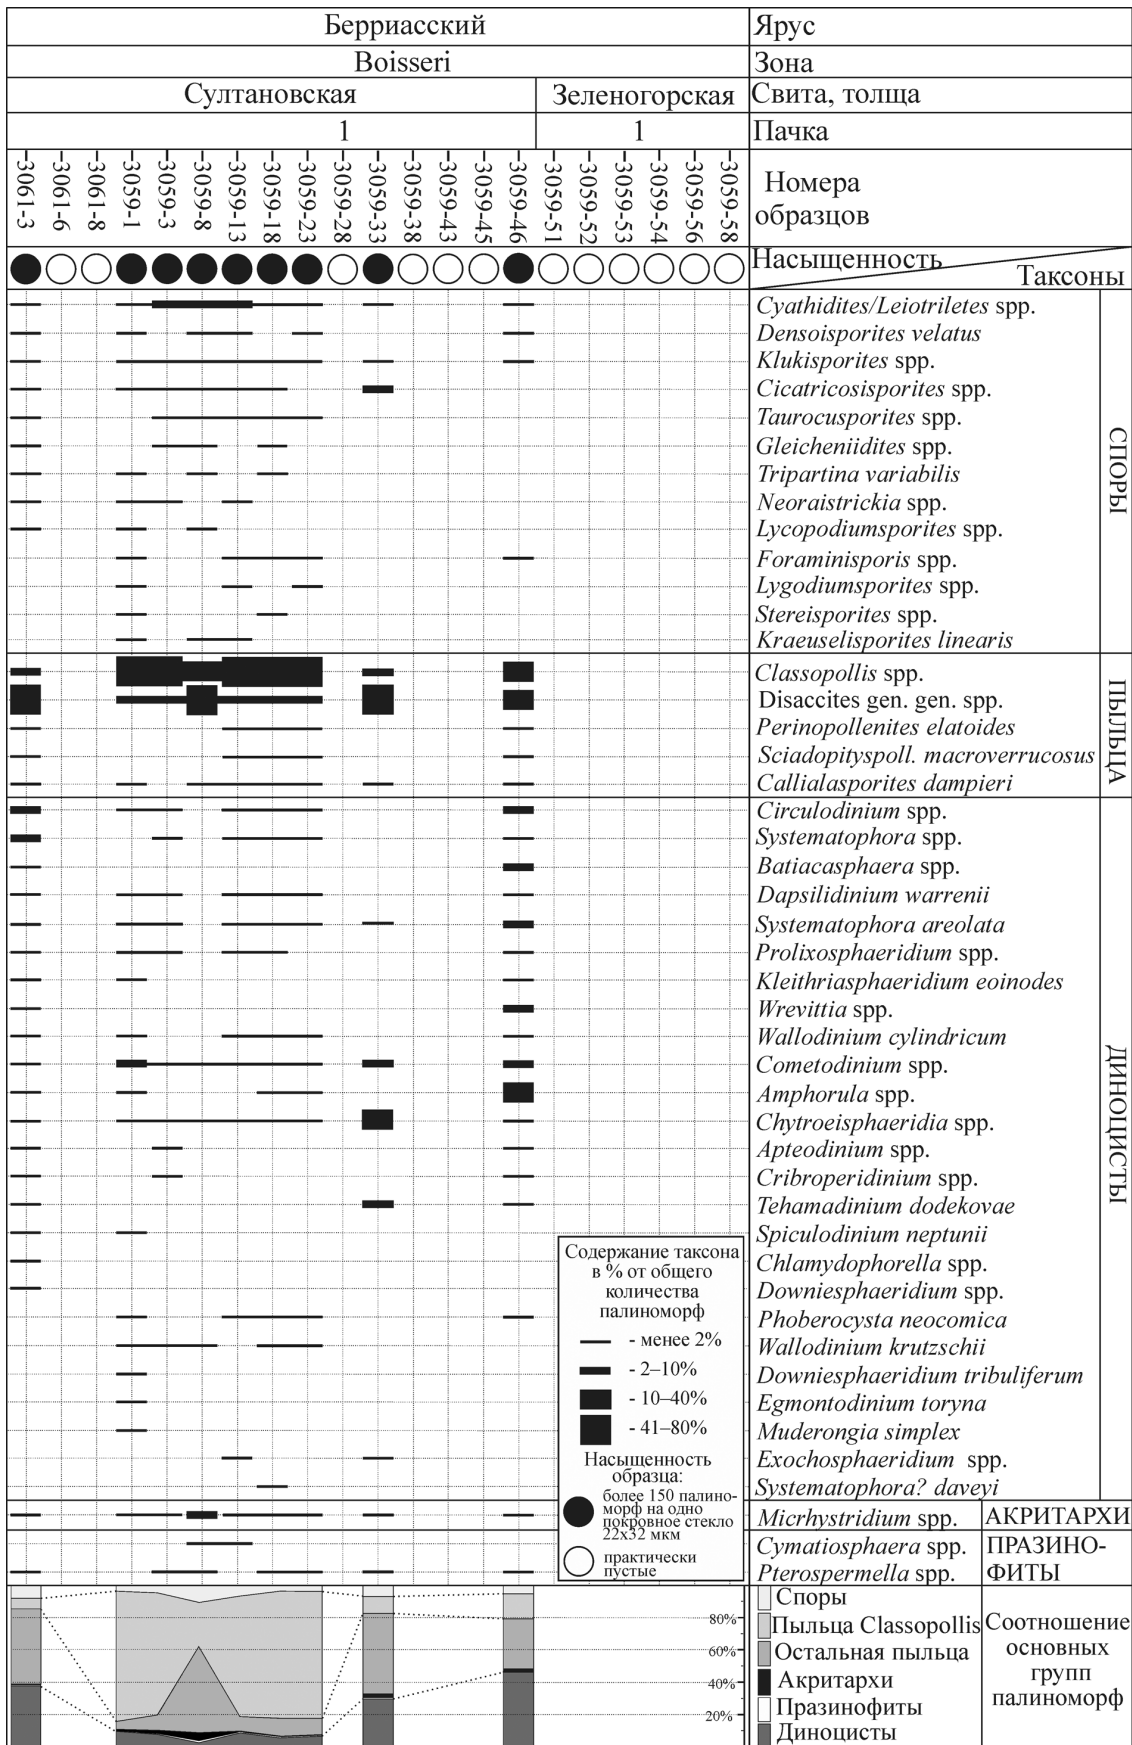 Берриасский Ярус
Boisseri Зона
Султановская Зеленогорская Свита, толща
1 1 Пачка
3061-3 3061-6 3061-8 3059-1 3059-3 3059-8 3059-13 3059-18 3059-23 3059-28 3059-33 3059-38 3059-43 3059-45 3059-46 3059-51 3059-52 3059-53 3059-54 3059-56 3059-58
Номера
образцов
Насыщенность
Таксоны
Cyathidites/Leiotriletes spp.
Densoisporites velatus
Klukisporites spp.
Cicatricosisporites spp.
Taurocusporites spp.
Gleicheniidites spp.
Tripartina variabilis
Neoraistrickia spp.
Lycopodiumsporites spp.
Foraminisporis spp.
Lygodiumsporites spp.
Stereisporites spp.
Kraeuselisporites linearis
СПОРЫ
Classopollis spp.
Disaccites gen. gen. spp.
Perinopollenites elatoides
Sciadopityspoll. macroverrucosus
Callialasporites dampieri
ПЫЛЬЦА
Circulodinium spp.
Systematophora spp.
Batiacasphaera spp.
Dapsilidinium warrenii
Systematophora areolata
Prolixosphaeridium spp.
Kleithriasphaeridium eoinodes
Wrevittia spp.
Wallodinium cylindricum
Cometodinium spp.
Amphorula spp.
Chytroeisphaeridia spp.
Apteodinium spp.
Cribroperidinium spp.
Tehamadinium dodekovae
Spiculodinium neptunii
Chlamydophorella spp.
Downiesphaeridium spp.
Phoberocysta neocomica
Wallodinium krutzschii
Downiesphaeridium tribuliferum
Egmontodinium toryna
Muderongia simplex
Exochosphaeridium spp.
Systematophora? daveyi
ДИНОЦИСТЫ
Содержание таксона
в % от общего
количества
палиноморф
- менее 2%
- 2–10%
- 10–40%
- 41–80%
Насыщенность
образца:
более 150 палино-
морф на одно
покровное стекло
22х32 мкм
практически
пустые
Micrhystridium spp. АКРИТАРХИ
Cymatiosphaera spp. ПРАЗИНО-
Pterospermella spp. ФИТЫ
80%
60%
40%
20%
Споры
Пыльца Classopollis
Остальная пыльца
Акритархи
Празинофиты
Диноцисты
Соотношение
основных
групп
палиноморф